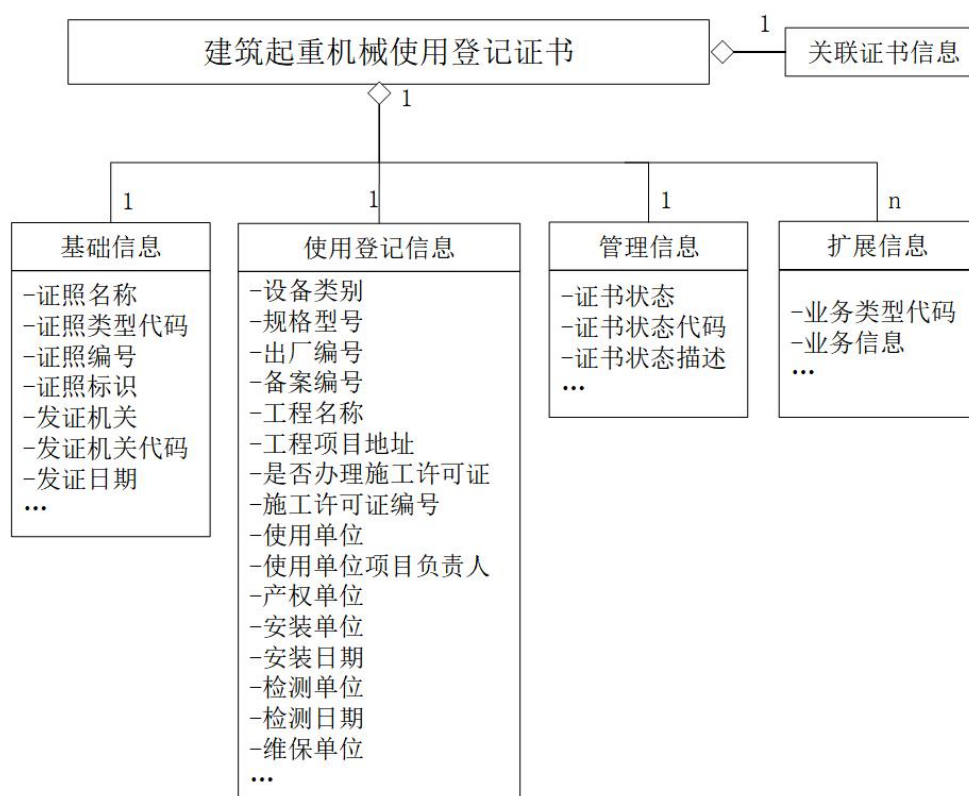 建筑起重机械使用登记证书
1
关联证书信息
1
1
1
1
n
基础信息
-证照名称
-证照类型代码
-证照编号
-证照标识
-发证机关
-发证机关代码
-发证日期
…
使用登记信息
-设备类别
-规格型号
-出厂编号
-备案编号
-工程名称
-工程项目地址
-是否办理施工许可证
-施工许可证编号
-使用单位
-使用单位项目负责人
-产权单位
-安装单位
-安装日期
-检测单位
-检测日期
-维保单位
…
管理信息
-证书状态
-证书状态代码
-证书状态描述
…
扩展信息
-业务类型代码
-业务信息
…